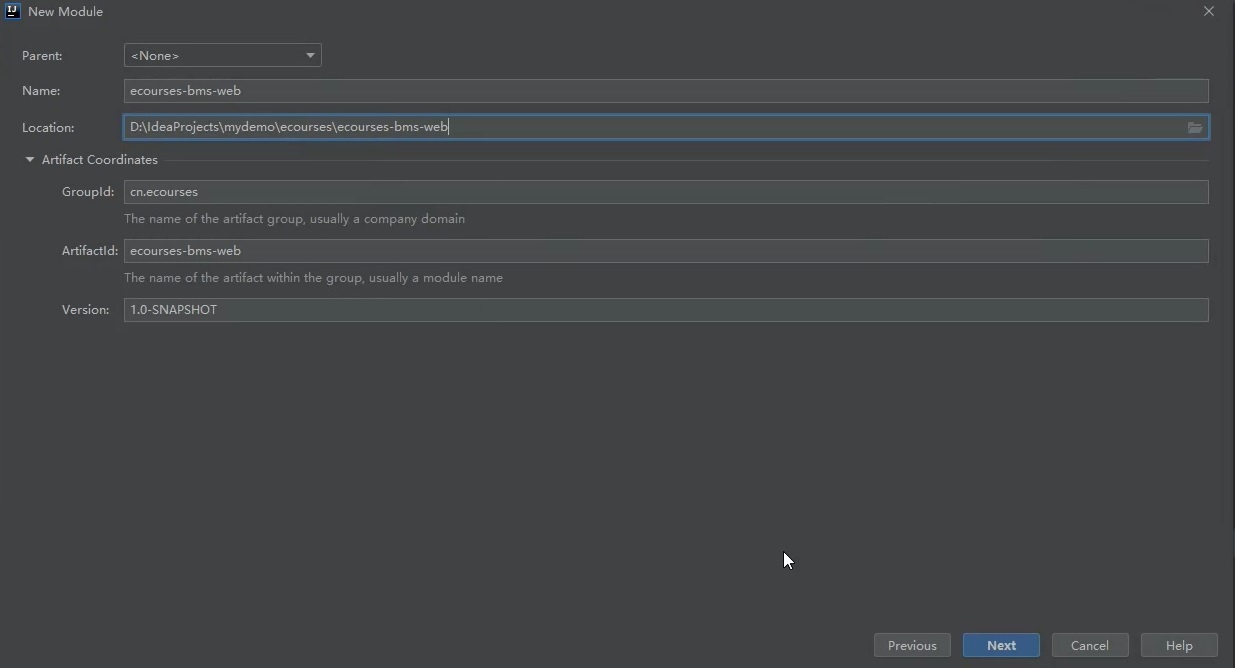 New Module
Parent: <None>
Name: ecourses-bms-web
Location: D:\IdeaProjects\mydemo\ecourses\ecourses-bms-web
Artifact Coordinates
GroupId: cn.ecourses
The name of the artifact group, usually a company domain
ArtifactId: ecourses-bms-web
The name of the artifact within the group, usually a module name
Version: 1.0-SNAPSHOT
Previous Next Cancel Help